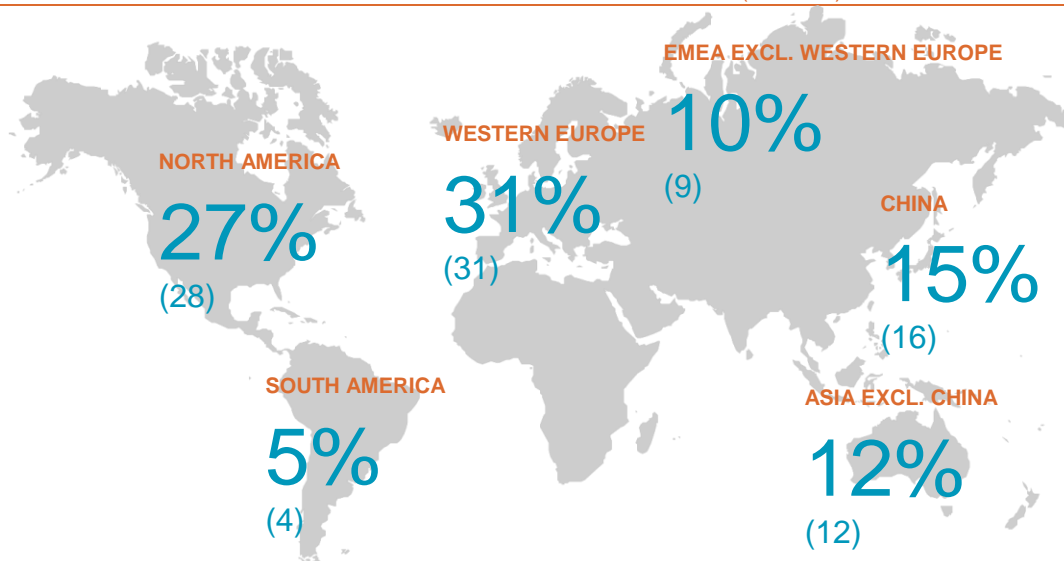 EMEA EXCL. WESTERN EUROPE
10%
(9)
WESTERN EUROPE
31%
(31)
NORTH AMERICA
27%
(28)
CHINA
15%
(16)
SOUTH AMERICA
5%
(4)
ASIA EXCL. CHINA
12%
(12)